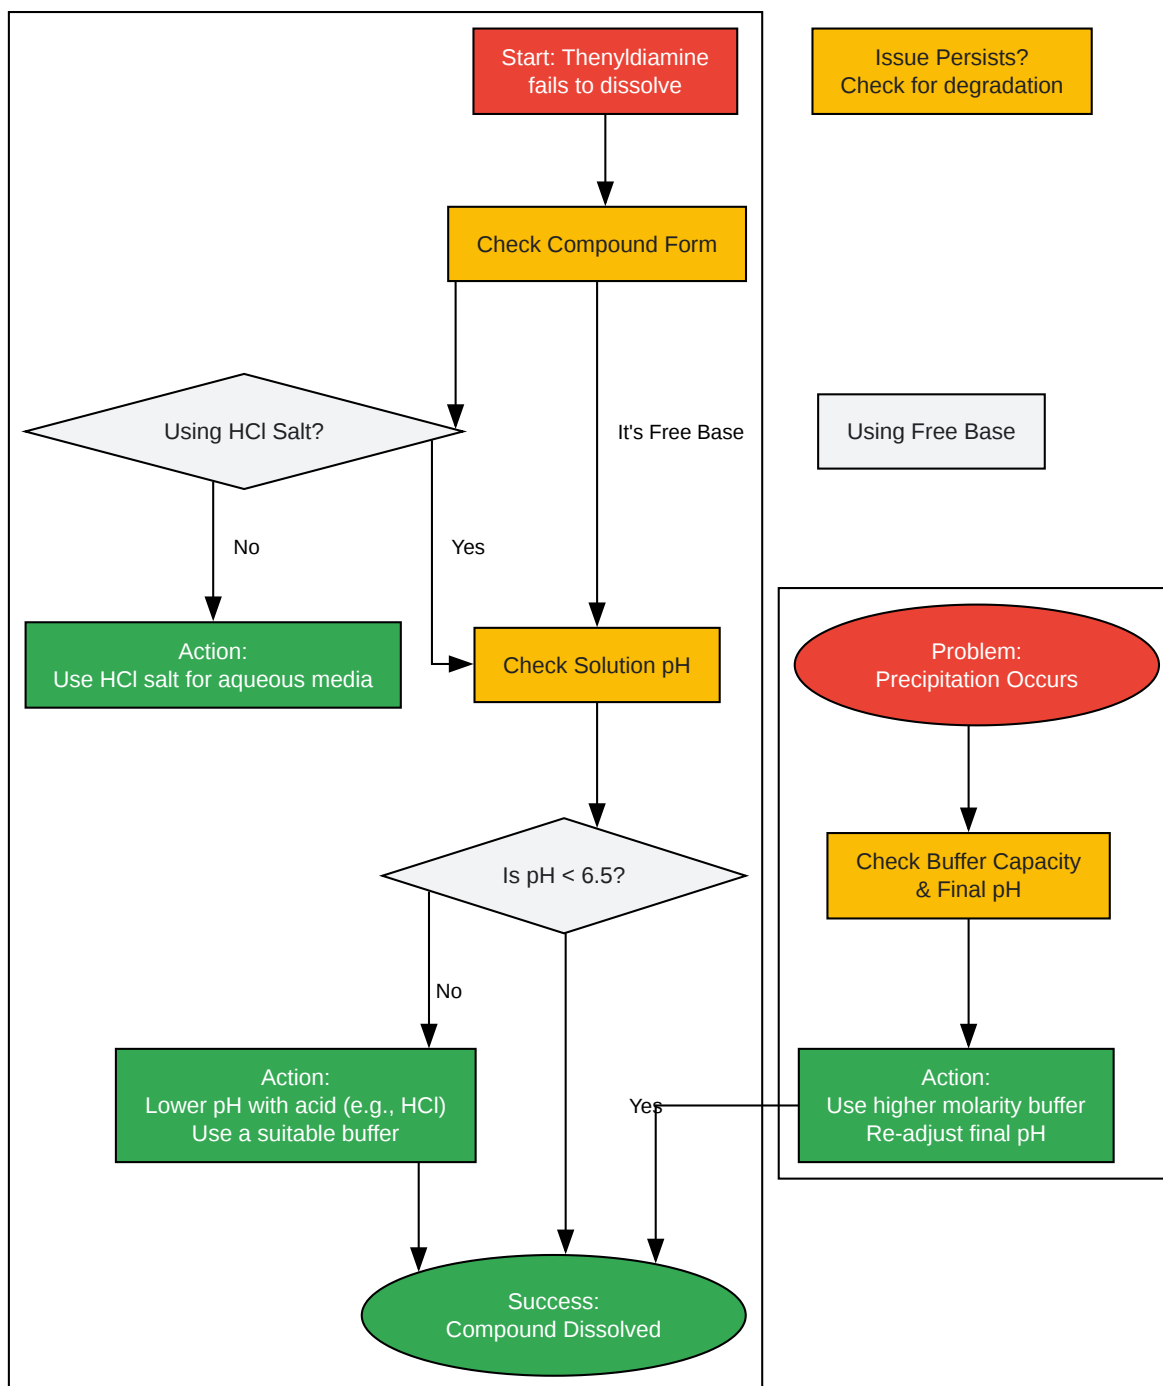 Start: Thenyldiamine
fails to dissolve
Issue Persists?
Check for degradation
Check Compound Form
Using HCl Salt?
It's Free Base
Using Free Base
No
Yes
Action:
Use HCl salt for aqueous media
Check Solution pH
Problem:
Precipitation Occurs
Is pH < 6.5?
Check Buffer Capacity
& Final pH
No
Action:
Lower pH with acid (e.g., HCl)
Use a suitable buffer
Yes
Action:
Use higher molarity buffer
Re-adjust final pH
Success:
Compound Dissolved